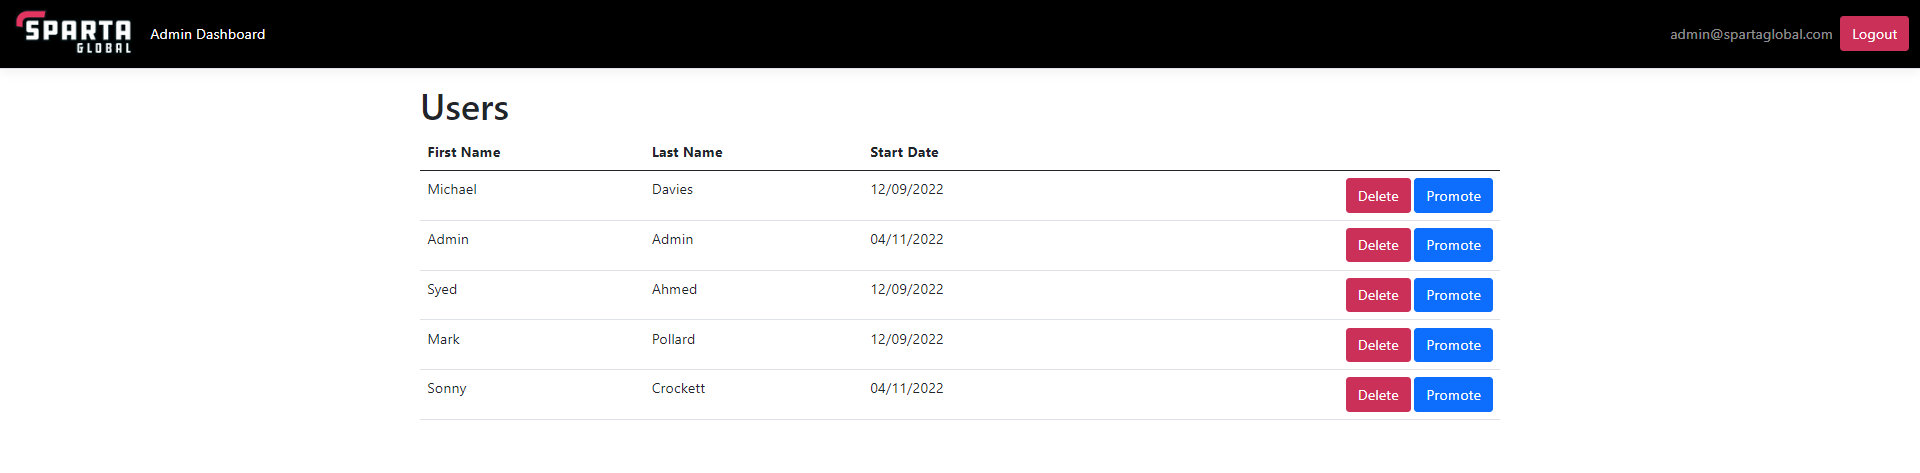 SPARTA GLOBAL Admin Dashboard admin@spartaglobal.com Logout
Users
First Name Last Name Start Date
Michael Davies 12/09/2022 Delete Promote
Admin Admin 04/11/2022 Delete Promote
Syed Ahmed 12/09/2022 Delete Promote
Mark Pollard 12/09/2022 Delete Promote
Sonny Crockett 04/11/2022 Delete Promote